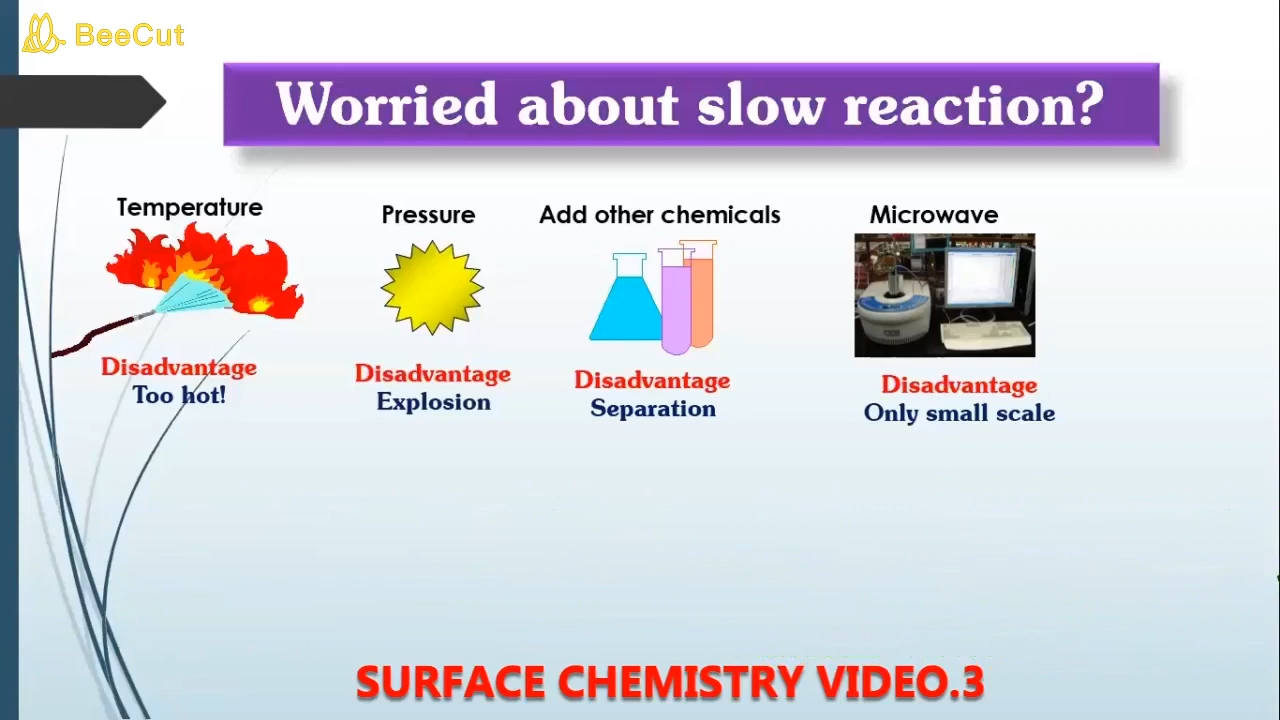 BeeCut
Worried about slow reaction?
Temperature
Pressure
Add other chemicals
Microwave
Disadvantage
Too hot!
Disadvantage
Explosion
Disadvantage
Separation
Disadvantage
Only small scale
SURFACE CHEMISTRY VIDEO.3